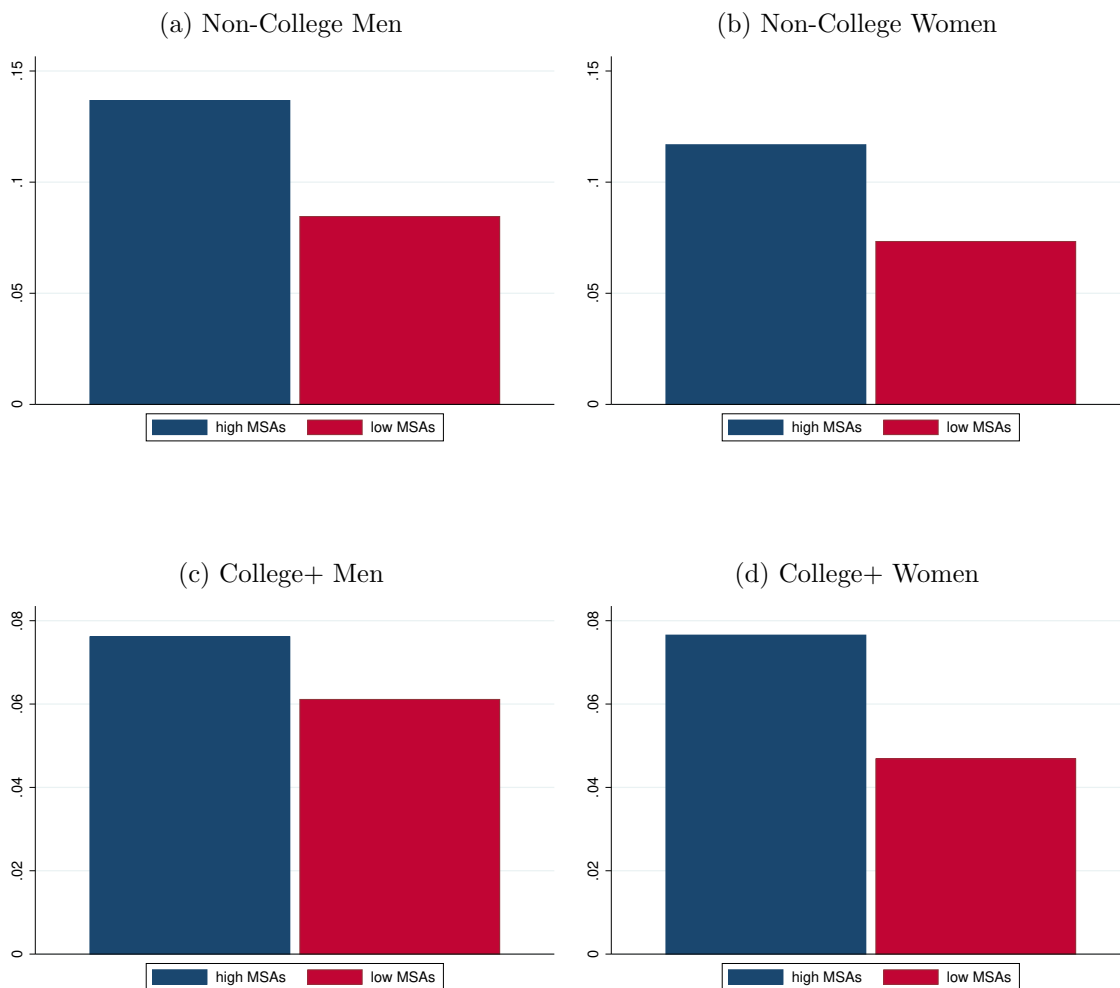 (a) Non-College Men
.15
.1
.05
0
high MSAs low MSAs
(b) Non-College Women
.15
.1
.05
0
high MSAs low MSAs
(c) College+ Men
.08
.06
.04
.02
0
high MSAs low MSAs
(d) College+ Women
.08
.06
.04
.02
0
high MSAs low MSAs